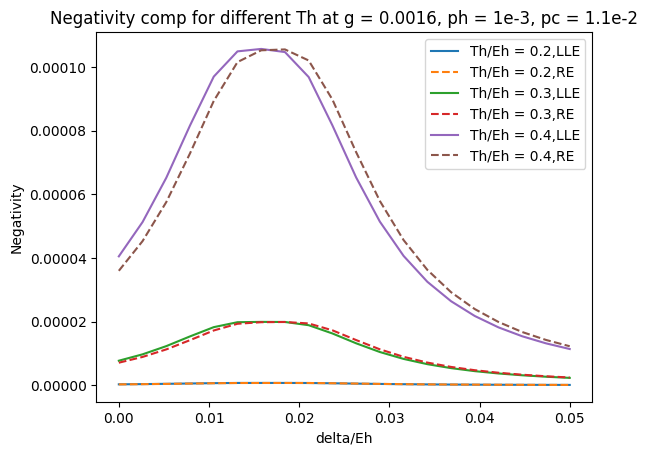 Negativity comp for different Th at g = 0.0016, ph = 1e-3, pc = 1.1e-2
Th/Eh = 0.2,LLE
Th/Eh = 0.2,RE
Th/Eh = 0.3,LLE
Th/Eh = 0.3,RE
Th/Eh = 0.4,LLE
Th/Eh = 0.4,RE
Negativity
0.00010
0.00008
0.00006
0.00004
0.00002
0.00000
0.00 0.01 0.02 0.03 0.04 0.05
delta/Eh